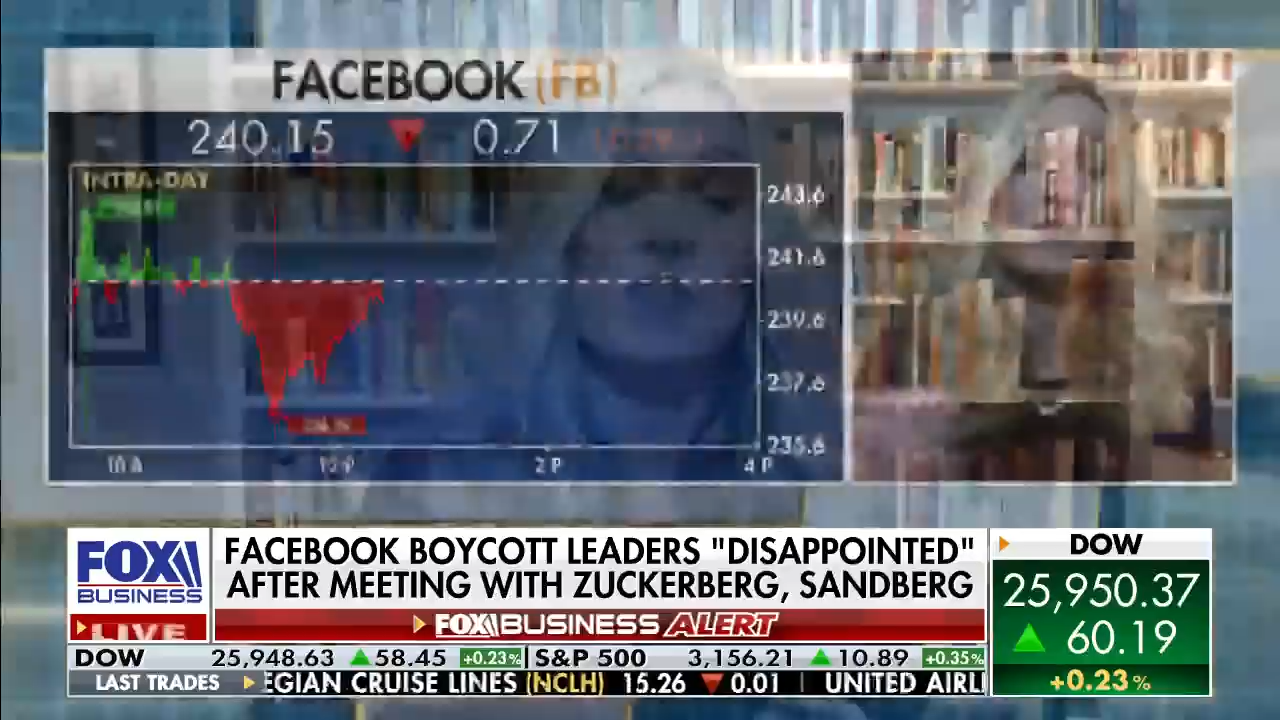 FACEBOOK (FB)
240.15 ▼ 0.71
INTRA-DAY
243.6
241.6
239.6
237.6
235.6
10 A
12 P
2 P
4 P
FOX BUSINESS
LIVE
FACEBOOK BOYCOTT LEADERS "DISAPPOINTED"
AFTER MEETING WITH ZUCKERBERG, SANDBERG
FOX BUSINESS ALERT
DOW
25,950.37
▲ 60.19
+0.23%
DOW 25,948.63 ▲ 58.45 +0.23% S&P 500 3,156.21 ▲ 10.89 +0.35%
LAST TRADES EGIAN CRUISE LINES (NCLH) 15.26 ▼ 0.01 UNITED AIRLI